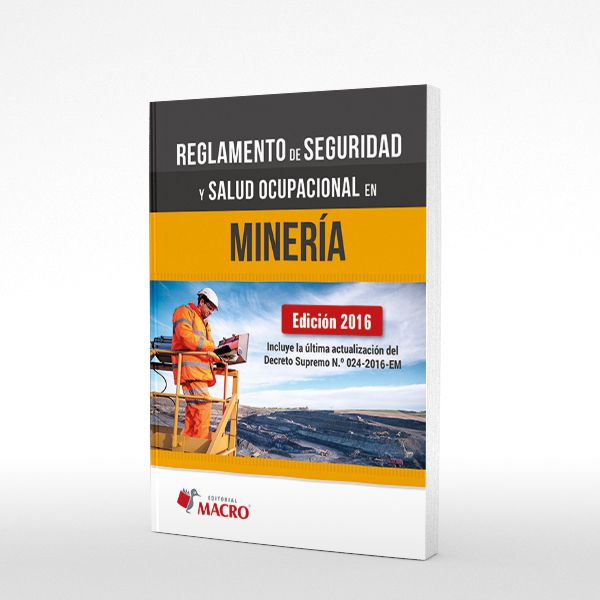 REGLAMENTO DE SEGURIDAD
Y SALUD OCUPACIONAL EN
MINERÍA
Edición 2016
Incluye la última actualización del
Decreto Supremo N.º 024-2016-EM
EDITORIAL
MACRO®